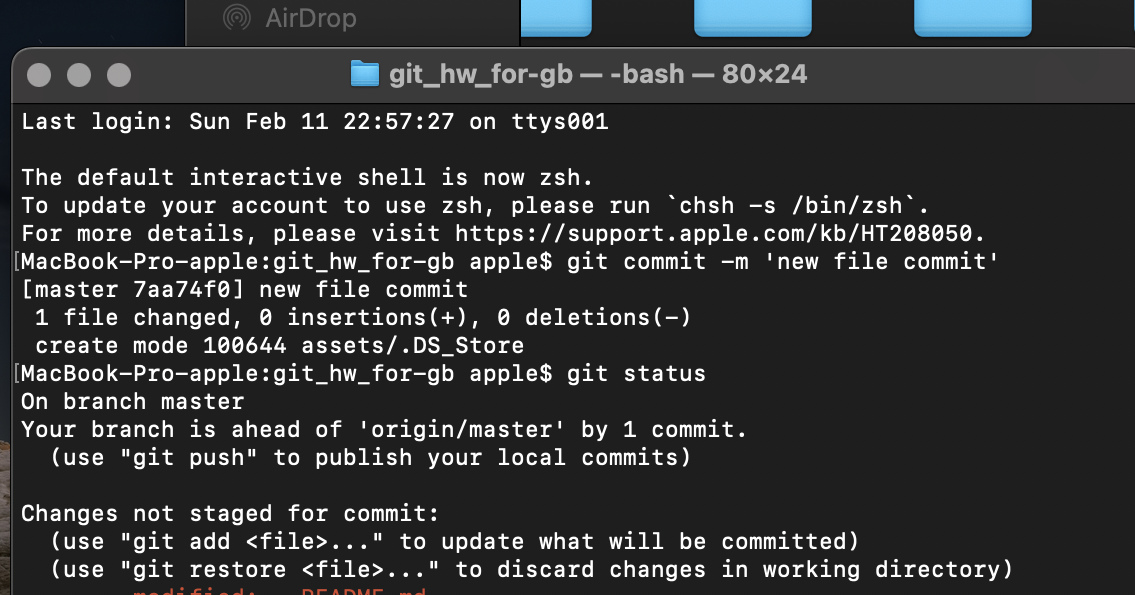 AirDrop
git_hw_for-gb — -bash — 80×24
Last login: Sun Feb 11 22:57:27 on ttys001
The default interactive shell is now zsh.
To update your account to use zsh, please run `chsh -s /bin/zsh`.
For more details, please visit https://support.apple.com/kb/HT208050.
[MacBook-Pro-apple:git_hw_for-gb apple$ git commit -m 'new file commit'
[master 7aa74f0] new file commit
 1 file changed, 0 insertions(+), 0 deletions(-)
 create mode 100644 assets/.DS_Store
[MacBook-Pro-apple:git_hw_for-gb apple$ git status
On branch master
Your branch is ahead of 'origin/master' by 1 commit.
  (use "git push" to publish your local commits)
Changes not staged for commit:
  (use "git add <file>..." to update what will be committed)
  (use "git restore <file>..." to discard changes in working directory)
        modified:   README.md